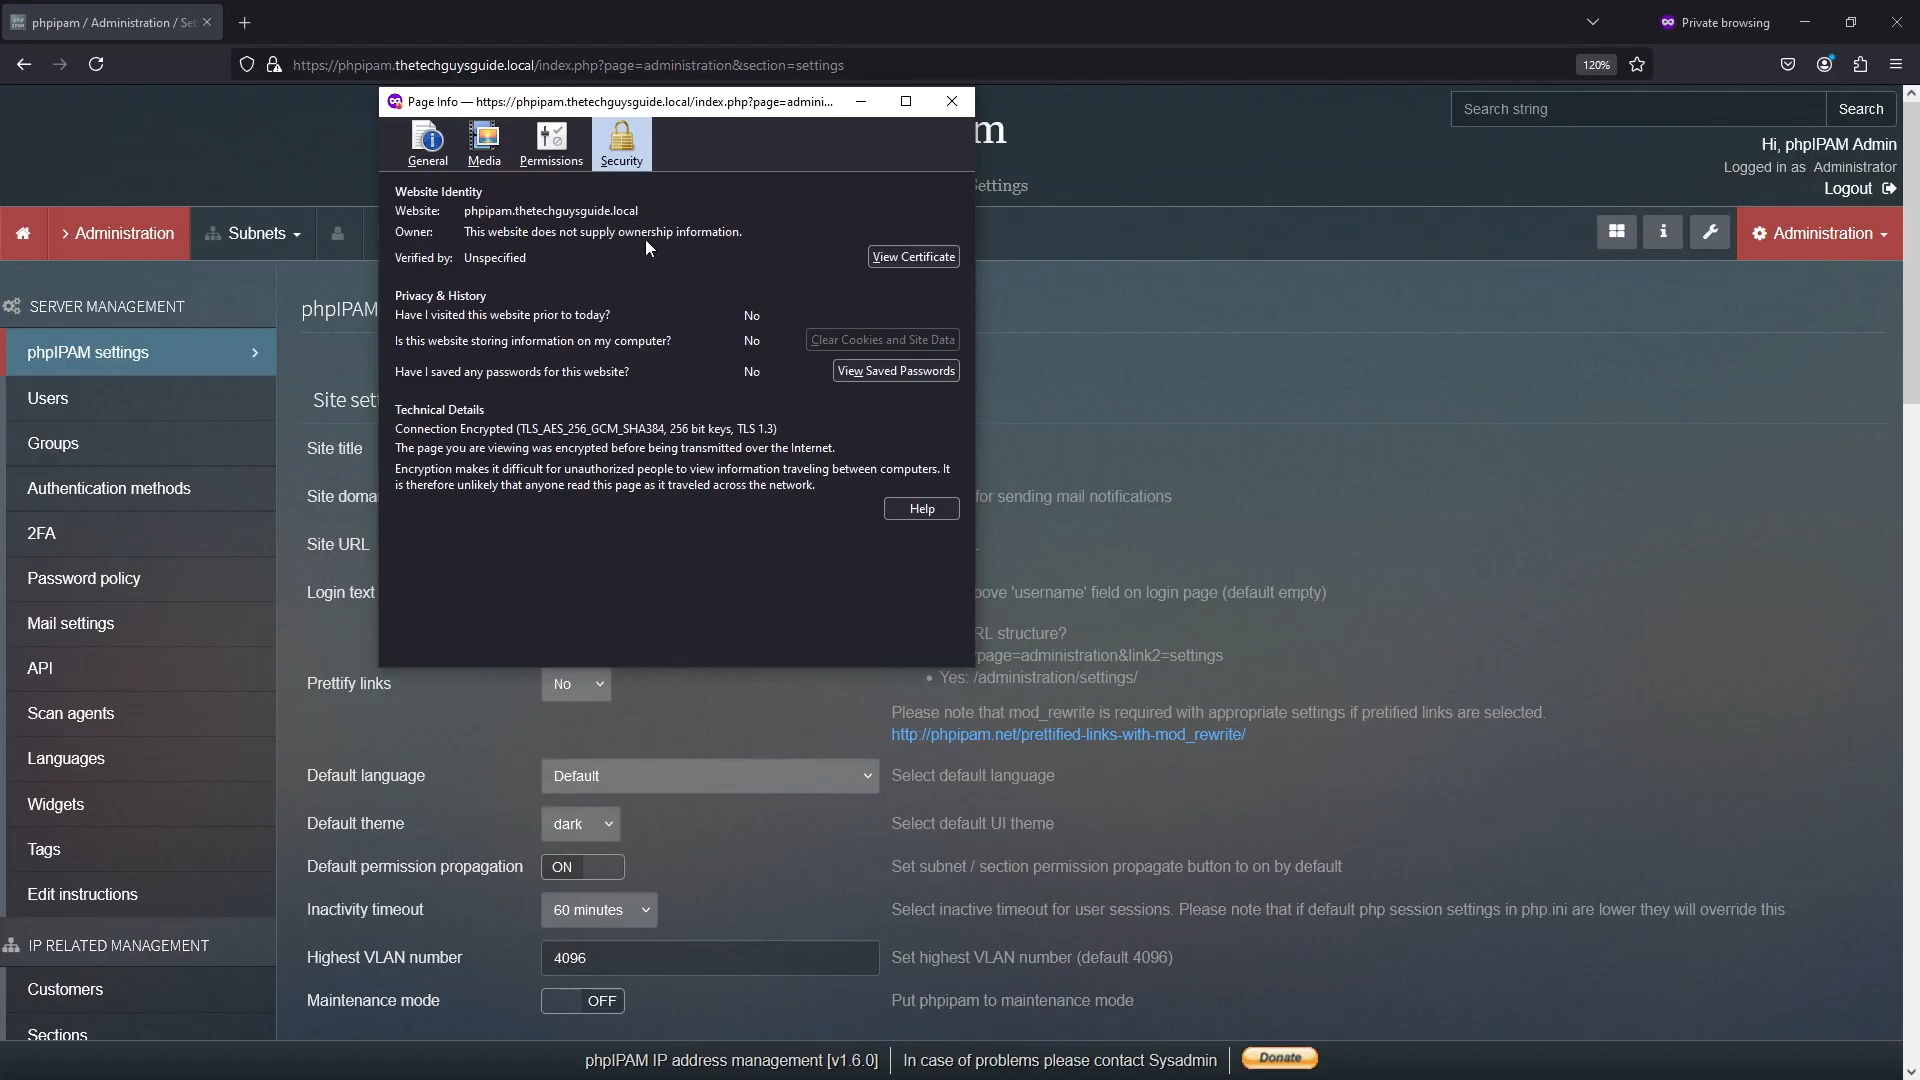 phpipam / Administration / Se
Private browsing
https://phpipam.thetechguysguide.local/index.php?page=administration&section=settings
120%
Page Info — https://phpipam.thetechguysguide.local/index.php?page=admini...
General
Media
Permissions
Security
Website Identity
Website: phpipam.thetechguysguide.local
Owner: This website does not supply ownership information.
Verified by: Unspecified
View Certificate
Privacy & History
Have I visited this website prior to today? No
Is this website storing information on my computer? No
Clear Cookies and Site Data
Have I saved any passwords for this website? No
View Saved Passwords
Technical Details
Connection Encrypted (TLS_AES_256_GCM_SHA384, 256 bit keys, TLS 1.3)
The page you are viewing was encrypted before being transmitted over the Internet.
Encryption makes it difficult for unauthorized people to view information traveling between computers. It
is therefore unlikely that anyone read this page as it traveled across the network.
Help
m
Settings
Search string
Search
Hi, phpIPAM Admin
Logged in as Administrator
Logout
Administration
Subnets
Administration
SERVER MANAGEMENT
phpIPAM settings
Users
Groups
Authentication methods
2FA
Password policy
Mail settings
API
Scan agents
Languages
Widgets
Tags
Edit instructions
IP RELATED MANAGEMENT
Customers
Sections
phpIPAM
Site set
Site title
Site doma
for sending mail notifications
Site URL
Login text
bove 'username' field on login page (default empty)
Prettify links
No
RL structure?
?page=administration&link2=settings
• Yes: /administration/settings/
Please note that mod_rewrite is required with appropriate settings if pretified links are selected.
http://phpipam.net/prettified-links-with-mod_rewrite/
Default language
Default
Select default language
Default theme
dark
Select default UI theme
Default permission propagation
ON
Set subnet / section permission propagate button to on by default
Inactivity timeout
60 minutes
Select inactive timeout for user sessions. Please note that if default php session settings in php.ini are lower they will override this
Highest VLAN number
4096
Set highest VLAN number (default 4096)
Maintenance mode
OFF
Put phpipam to maintenance mode
phpIPAM IP address management [v1.6.0]
In case of problems please contact Sysadmin
Donate